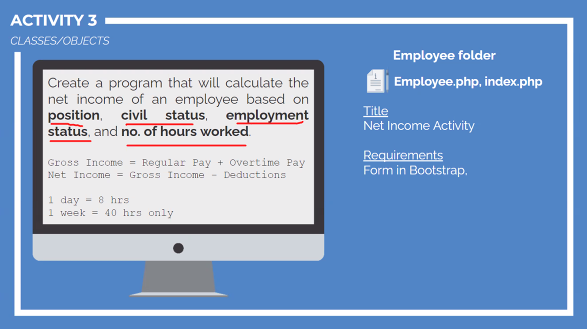 ACTIVITY 3
CLASSES/OBJECTS
Create a program that will calculate the
net income of an employee based on
position, civil status, employment
status, and no. of hours worked.
Gross Income = Regular Pay + Overtime Pay
Net Income = Gross Income - Deductions
1 day = 8 hrs
1 week = 40 hrs only
Employee folder
Employee.php, index.php
Title
Net Income Activity
Requirements
Form in Bootstrap,